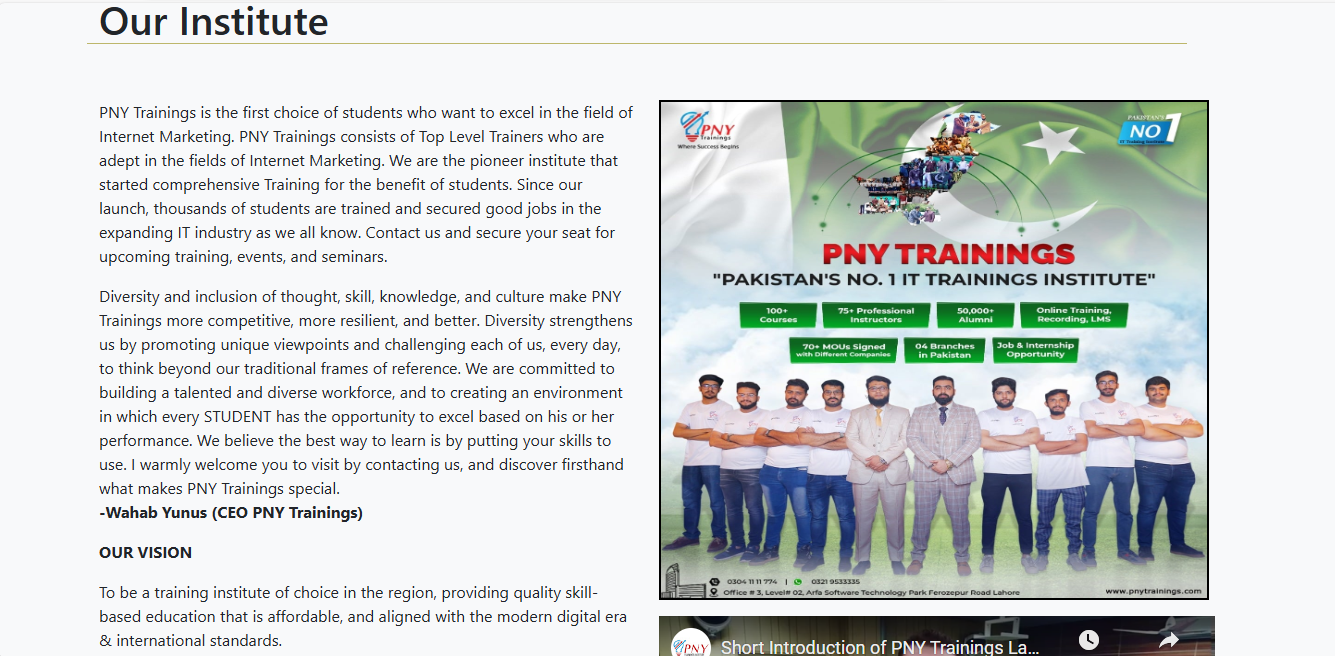 Our Institute
PNY Trainings is the first choice of students who want to excel in the field of
Internet Marketing. PNY Trainings consists of Top Level Trainers who are
adept in the fields of Internet Marketing. We are the pioneer institute that
started comprehensive Training for the benefit of students. Since our
launch, thousands of students are trained and secured good jobs in the
expanding IT industry as we all know. Contact us and secure your seat for
upcoming training, events, and seminars.
Diversity and inclusion of thought, skill, knowledge, and culture make PNY
Trainings more competitive, more resilient, and better. Diversity strengthens
us by promoting unique viewpoints and challenging each of us, every day,
to think beyond our traditional frames of reference. We are committed to
building a talented and diverse workforce, and to creating an environment
in which every STUDENT has the opportunity to excel based on his or her
performance. We believe the best way to learn is by putting your skills to
use. I warmly welcome you to visit by contacting us, and discover firsthand
what makes PNY Trainings special.
-Wahab Yunus (CEO PNY Trainings)
OUR VISION
To be a training institute of choice in the region, providing quality skill-
based education that is affordable, and aligned with the modern digital era
& international standards.
PNY
Trainings
Where Success Begins
PAKISTAN'S
NO 1
IT Training Institute
PNY TRAININGS
"PAKISTAN'S NO. 1 IT TRAININGS INSTITUTE"
100+
Courses
75+ Professional
Instructors
50,000+
Alumni
Online Training,
Recording, LMS
70+ MOUs Signed
with Different Companies
04 Branches
in Pakistan
Job & Internship
Opportunity
0304 11 11 774 | 0321 9533335
Office # 3, Level# 02, Arfa Software Technology Park Ferozepur Road Lahore
www.pnytrainings.com
PNY
Short Introduction of PNY Trainings La...